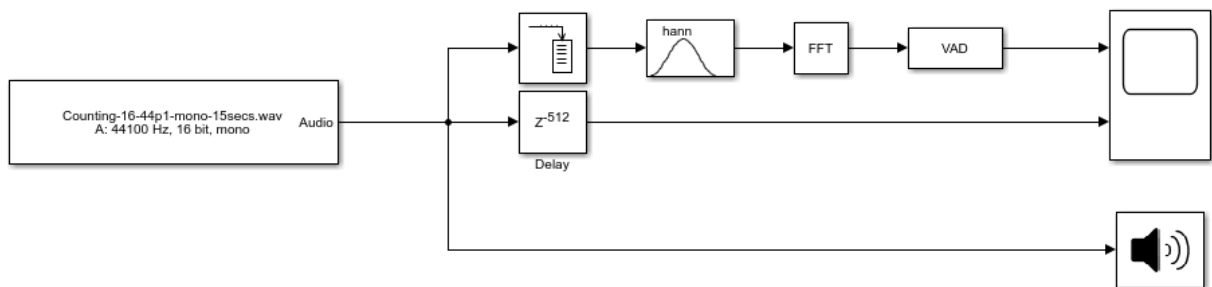 hann
FFT
VAD
Counting-16-44p1-mono-15secs.wav
A: 44100 Hz, 16 bit, mono
Audio
Z-512
Delay